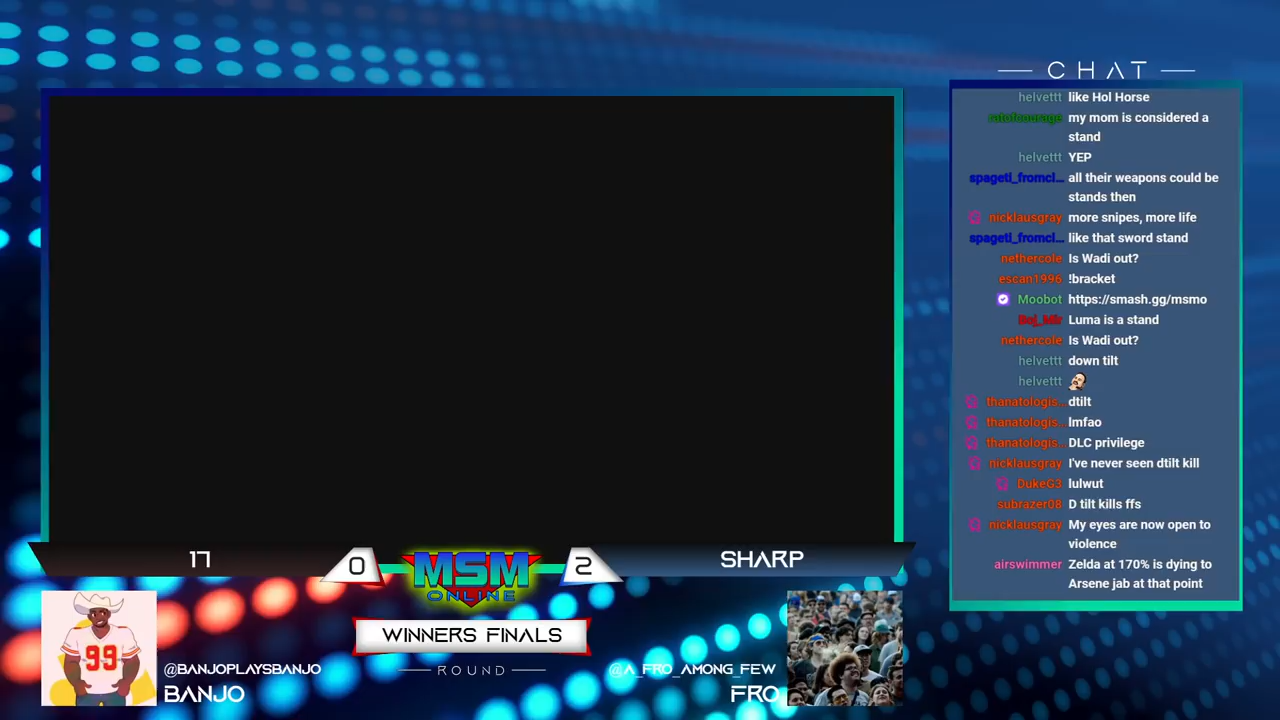 CHAT
helvettt like Hol Horse
ratofcourage my mom is considered a
stand
helvettt YEP
spageti_fromcl... all their weapons could be
stands then
nicklausgray more snipes, more life
spageti_fromcl... like that sword stand
nethercole Is Wadi out?
escan1996 !bracket
Moobot https://smash.gg/msmo
Boj_Mir Luma is a stand
nethercole Is Wadi out?
helvettt down tilt
helvettt
thanatologis... dtilt
thanatologis... lmfao
thanatologis... DLC privilege
nicklausgray I've never seen dtilt kill
DukeG3 lulwut
subrazer08 D tilt kills ffs
nicklausgray My eyes are now open to
violence
airswimmer Zelda at 170% is dying to
Arsene jab at that point
17 0 MSM 2 SHARP
ONLINE
WINNERS FINALS
ROUND
99
@BANJOPLAYSBANJO
BANJO
@A_FRO_AMONG_FEW
FRO